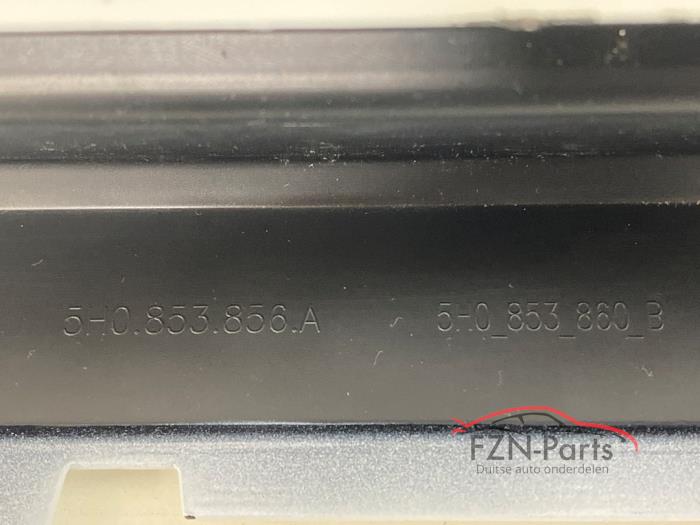 5H0.853.856.A
5H0_853_860_B
FZN-Parts
Duitse auto onderdelen